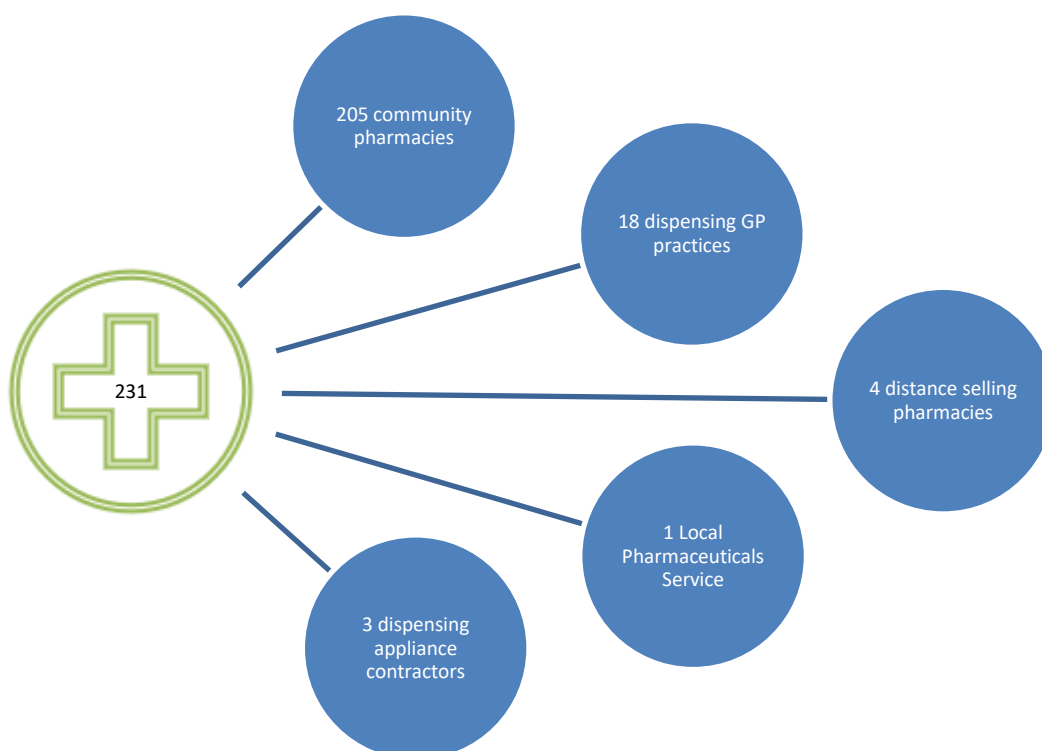 205 community
pharmacies
18 dispensing GP
practices
231
4 distance selling
pharmacies
1 Local
Pharmaceuticals
Service
3 dispensing
appliance
contractors